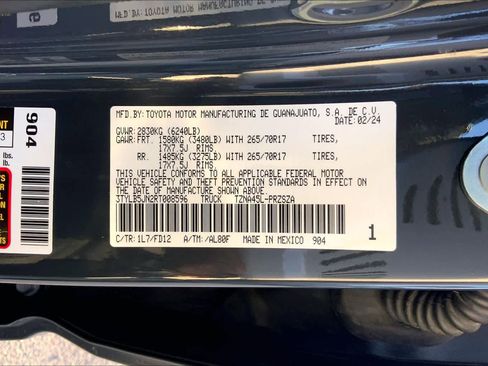 MFD.BY:TOYOTA MOTOR MANUFACTURING DE GUANAJUATO, S.A. DE C.V.
02/24
GVWR: 2830KG (6240LB)
GAWR: FRT. 1580KG (3480LB) WITH 265/70R17 TIRES,
17X7.5J RIMS
RR. 1485KG (3275LB) WITH 265/70R17 TIRES,
17X7.5J RIMS
THIS VEHICLE CONFORMS TO ALL APPLICABLE FEDERAL MOTOR
VEHICLE SAFETY AND THEFT PREVENTION STANDARDS IN EFFECT ON
THE DATE OF MANUFACTURE SHOWN ABOVE.
3TYLB5JN2RT008596 TRUCK TZNA45L-PRZSZA
C/TR: 1L7/FD12 A/TM: /AL80F MADE IN MEXICO 904
1
904
3
lbs.
lbs.